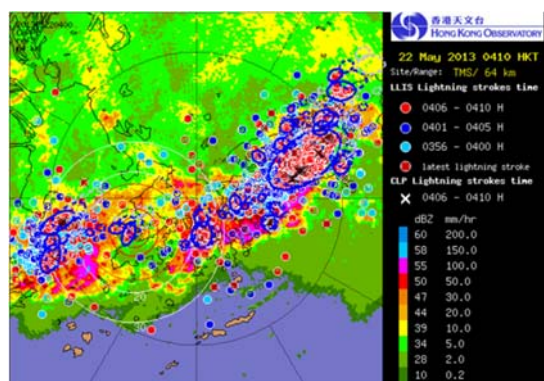 香港天文台
HONG KONG OBSERVATORY
22 May 2013 0410 HKT
Site/Range: TMS/ 64 km
LLIS Lightning strokes time
0406 - 0410 H
0401 - 0405 H
0356 - 0400 H
latest lightning stroke
CLP Lightning strokes time
0406 - 0410 H
dBZ mm/hr
60 200.0
58 150.0
55 100.0
50 50.0
47 30.0
44 20.0
39 10.0
34 5.0
28 2.0
10 0.2
20
30